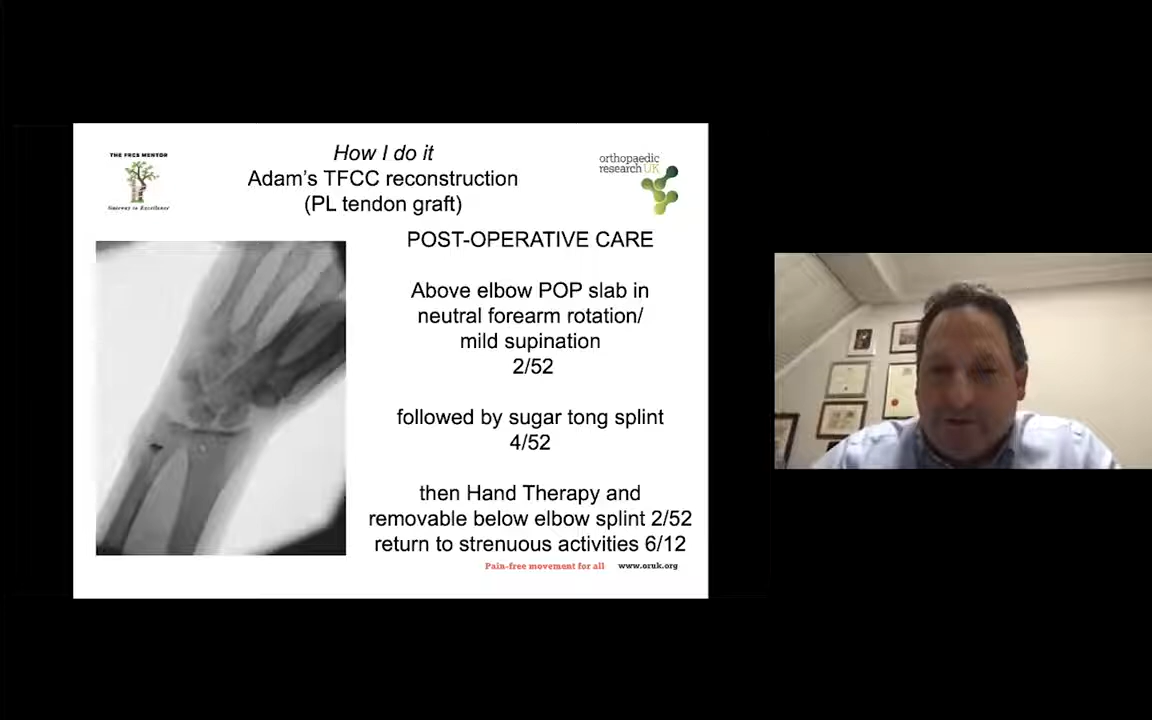 THE FRCS MENTOR
Gateway to Excellence
How I do it
Adam's TFCC reconstruction
(PL tendon graft)
orthopaedic
research UK
POST-OPERATIVE CARE
Above elbow POP slab in
neutral forearm rotation/
mild supination
2/52
followed by sugar tong splint
4/52
then Hand Therapy and
removable below elbow splint 2/52
return to strenuous activities 6/12
Pain-free movement for all www.oruk.org